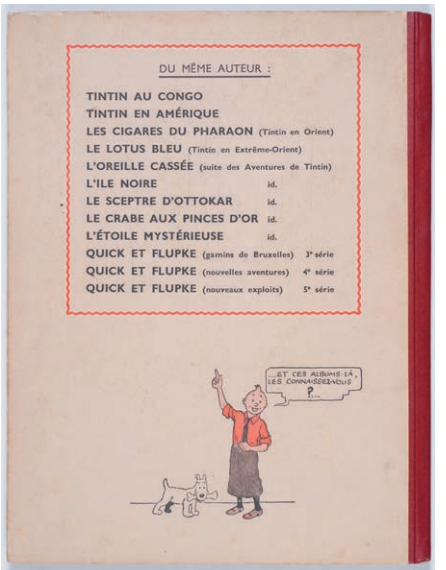 DU MÊME AUTEUR :
TINTIN AU CONGO
TINTIN EN AMÉRIQUE
LES CIGARES DU PHARAON (Tintin en Orient)
LE LOTUS BLEU (Tintin en Extrême-Orient)
L'OREILLE CASSÉE (suite des Aventures de Tintin)
L'ILE NOIRE id.
LE SCEPTRE D'OTTOKAR id.
LE CRABE AUX PINCES D'OR id.
L'ÉTOILE MYSTÉRIEUSE id.
QUICK ET FLUPKE (gamins de Bruxelles) 3e série
QUICK ET FLUPKE (nouvelles aventures) 4e série
QUICK ET FLUPKE (nouveaux exploits) 5e série
...ET CES ALBUMS-LÀ,
LES CONNAISSEZ-VOUS
?...